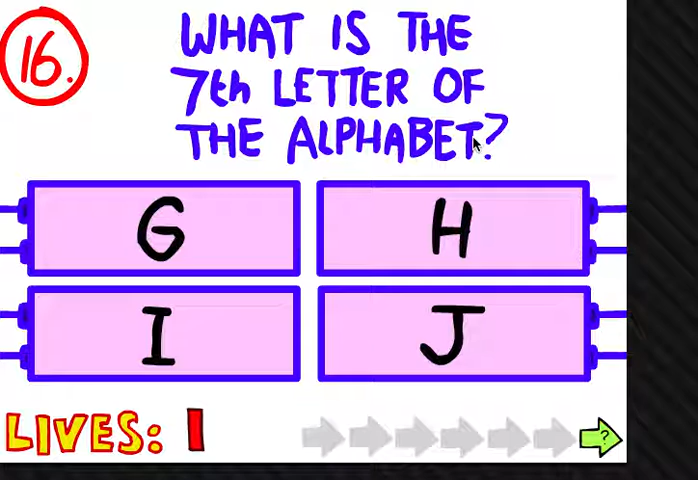 16.
WHAT IS THE
7th LETTER OF
THE ALPHABET?
G
H
I
J
LIVES: 1
?